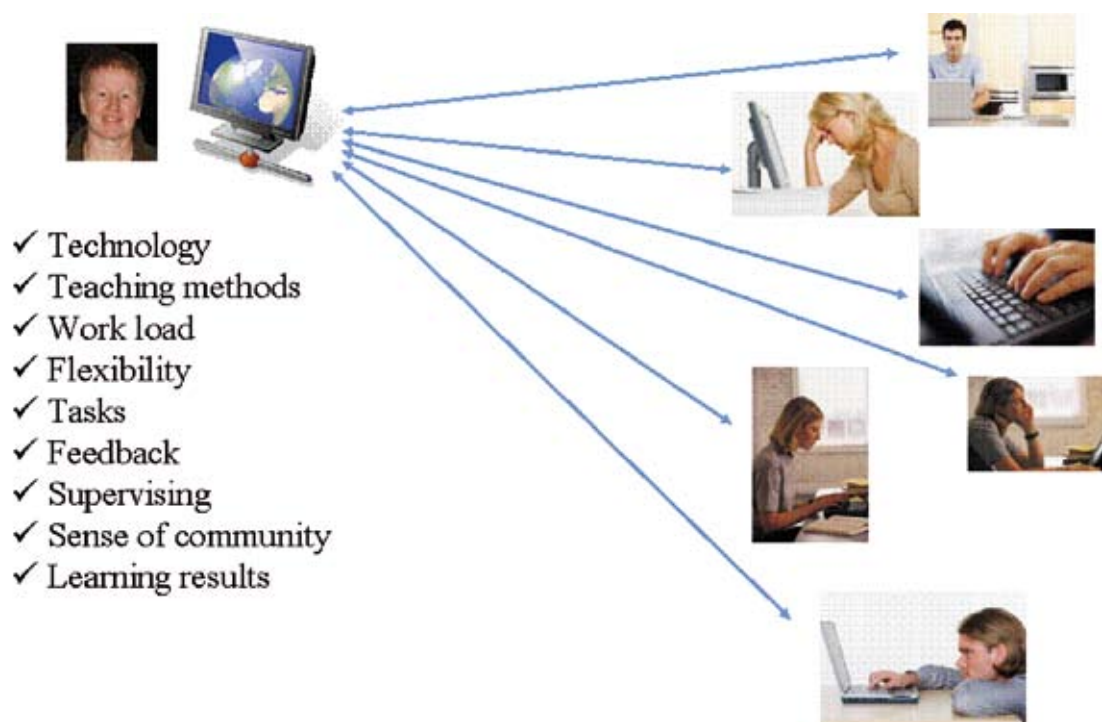 ✓ Technology
✓ Teaching methods
✓ Work load
✓ Flexibility
✓ Tasks
✓ Feedback
✓ Supervising
✓ Sense of community
✓ Learning results